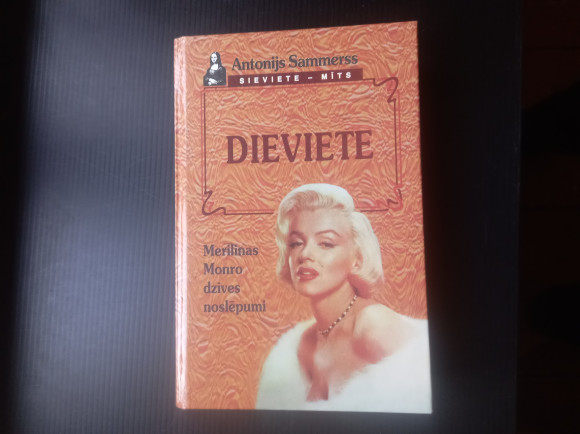 Antonijs Sammerss
SIEVIETE – MĪTS
DIEVIETE
Merilinas
Monro
dzīves
noslēpumi